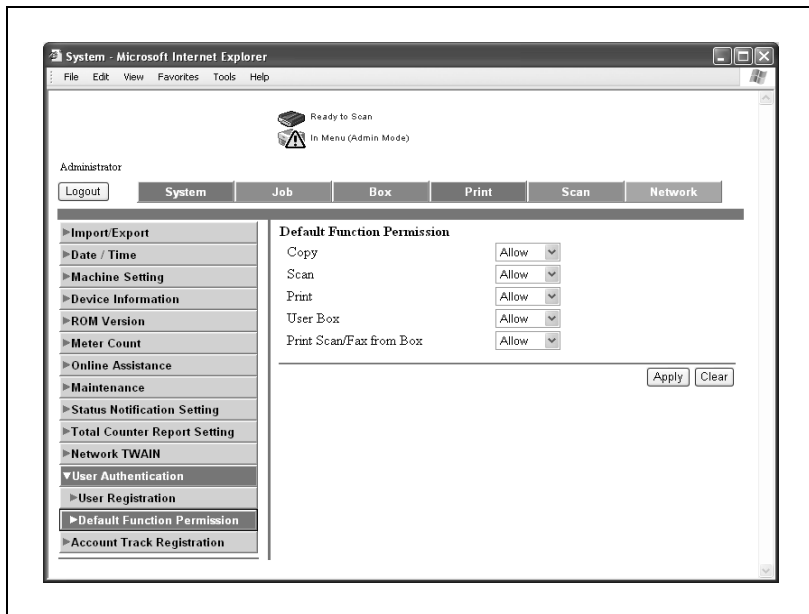 System - Microsoft Internet Explorer
File Edit View Favorites Tools Help
Ready to Scan
In Menu (Admin Mode)
Administrator
Logout System Job Box Print Scan Network
Import/Export
Date / Time
Machine Setting
Device Information
ROM Version
Meter Count
Online Assistance
Maintenance
Status Notification Setting
Total Counter Report Setting
Network TWAIN
User Authentication
User Registration
Default Function Permission
Account Track Registration
Default Function Permission
Copy Allow
Scan Allow
Print Allow
User Box Allow
Print Scan/Fax from Box Allow
Apply Clear